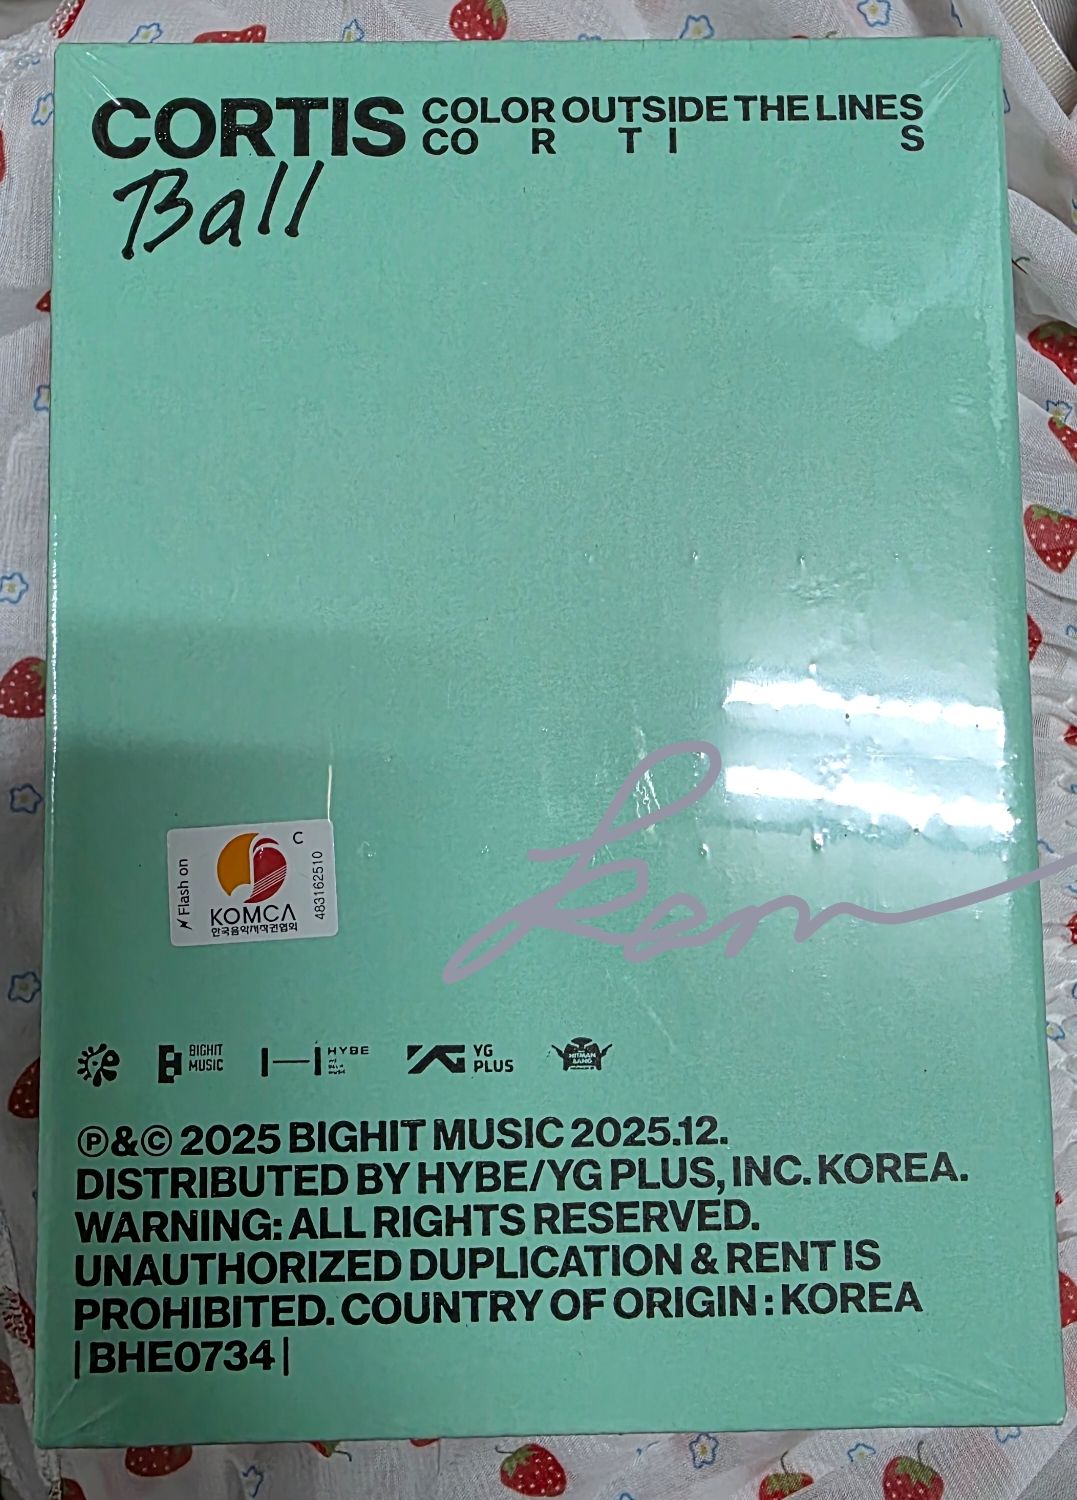 CORTIS COLOR OUTSIDE THE LINES
CO R T I S
Ball
Flash on
C
KOMCA
한국음악저작권협회
483162510
BIGHIT
MUSIC
HYBE
YG
PLUS
HITMAN
BANG
Ⓟ&© 2025 BIGHIT MUSIC 2025.12.
DISTRIBUTED BY HYBE/YG PLUS, INC. KOREA.
WARNING: ALL RIGHTS RESERVED.
UNAUTHORIZED DUPLICATION & RENT IS
PROHIBITED. COUNTRY OF ORIGIN : KOREA
|BHE0734|